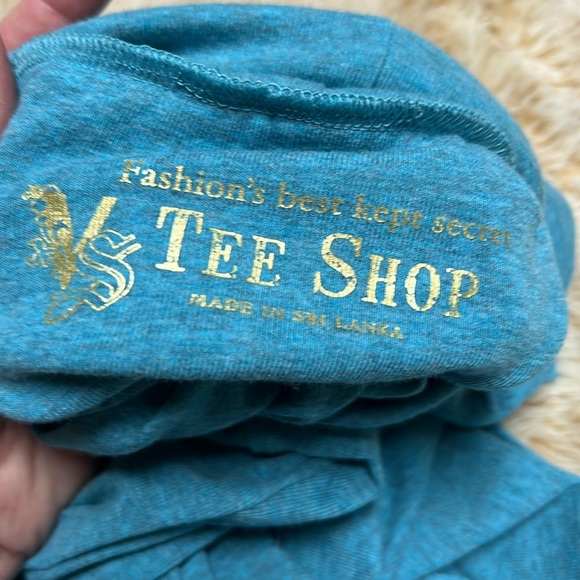 Fashion's best kept secret
VS TEE SHOP
MADE IN SRI LANKA